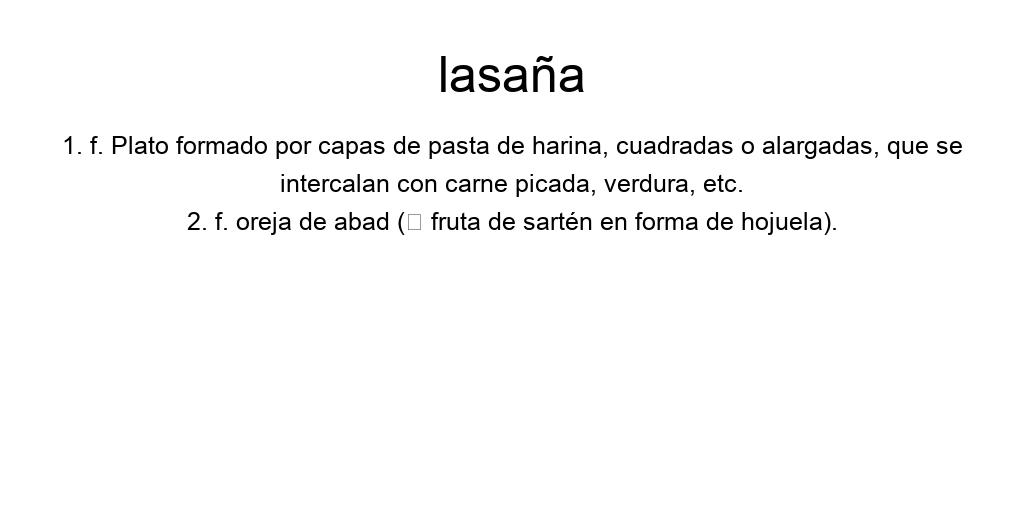 lasaña
1. f. Plato formado por capas de pasta de harina, cuadradas o alargadas, que se
intercalan con carne picada, verdura, etc.
2. f. oreja de abad (□ fruta de sartén en forma de hojuela).